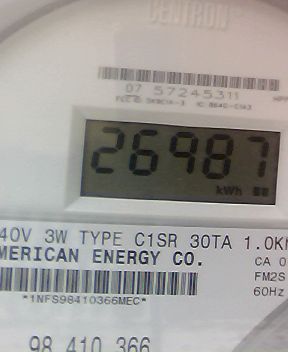 CENTRON
07 57245311
26987
kWh
40V 3W TYPE C1SR 30TA 1.0K
MERICAN ENERGY CO.
CA 0
FM2S
60Hz
*1NFS98410366MEC*
98 410 366